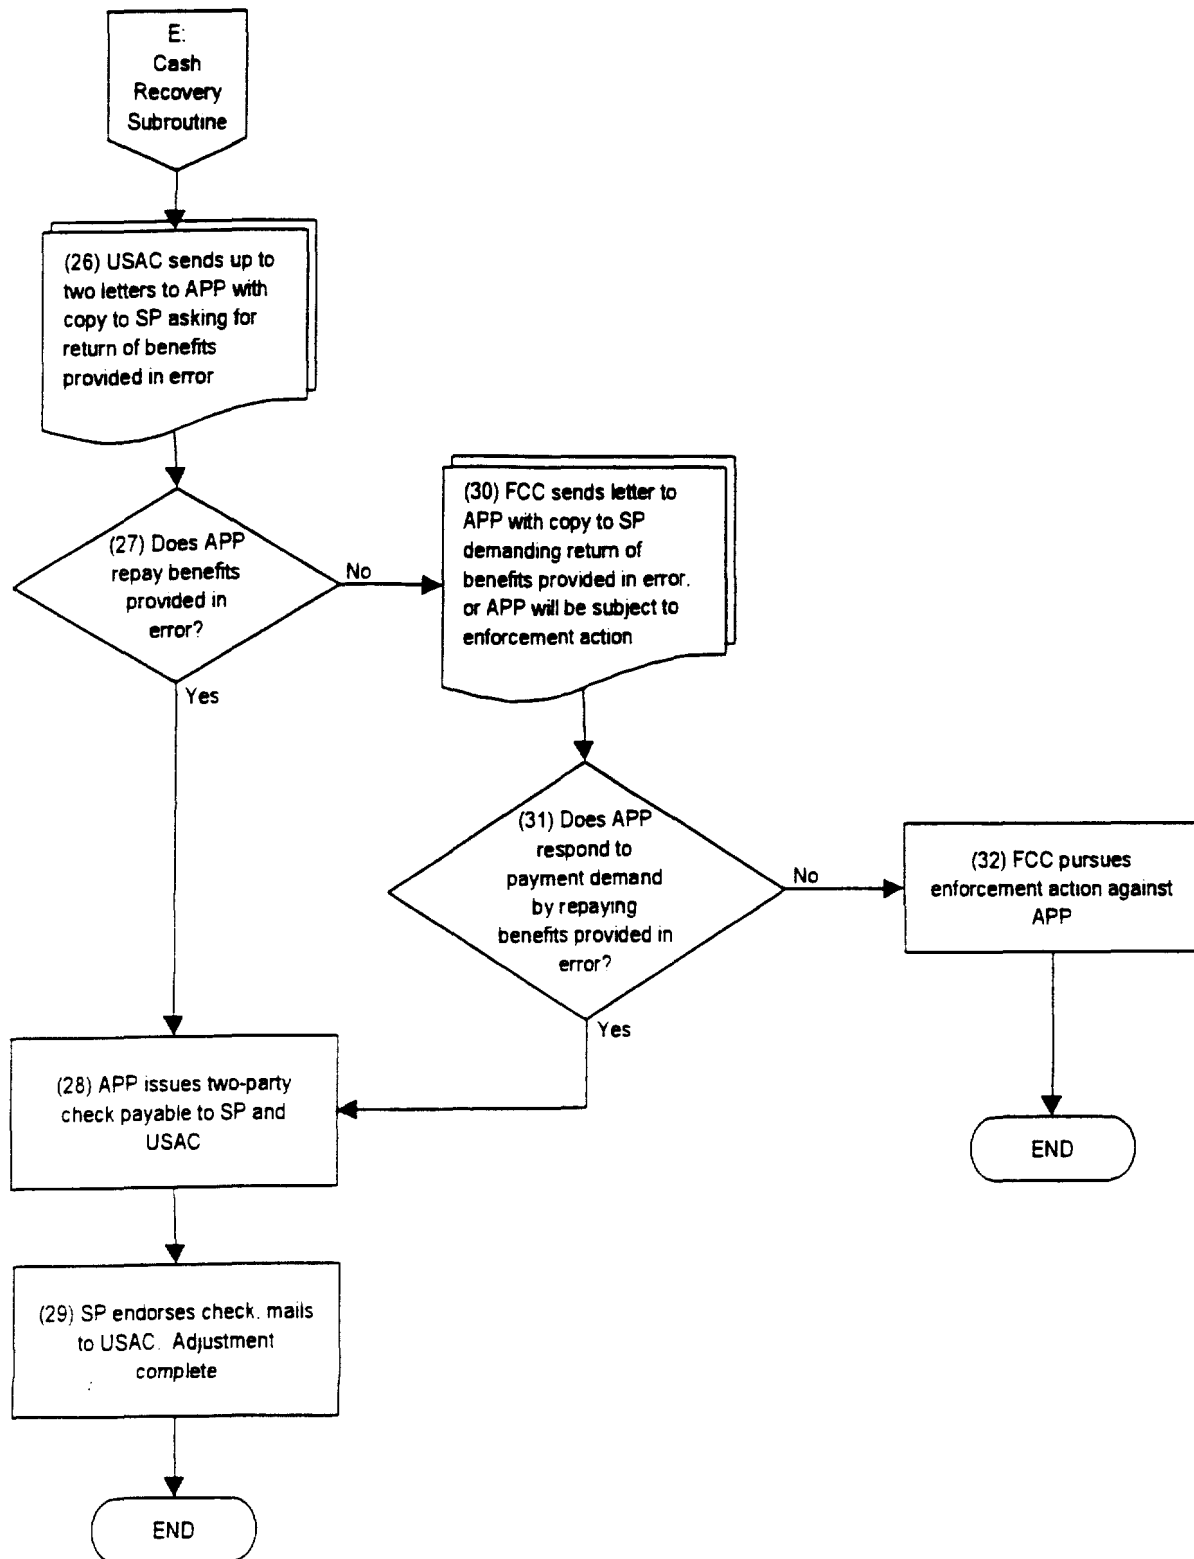 E:
Cash
Recovery
Subroutine
(26) USAC sends up to
two letters to APP with
copy to SP asking for
return of benefits
provided in error
(27) Does APP
repay benefits
provided in
error?
No
Yes
(30) FCC sends letter to
APP with copy to SP
demanding return of
benefits provided in error.
or APP will be subject to
enforcement action
(31) Does APP
respond to
payment demand
by repaying
benefits provided in
error?
No
Yes
(32) FCC pursues
enforcement action against
APP
END
(28) APP issues two-party
check payable to SP and
USAC
(29) SP endorses check. mails
to USAC. Adjustment
complete
END